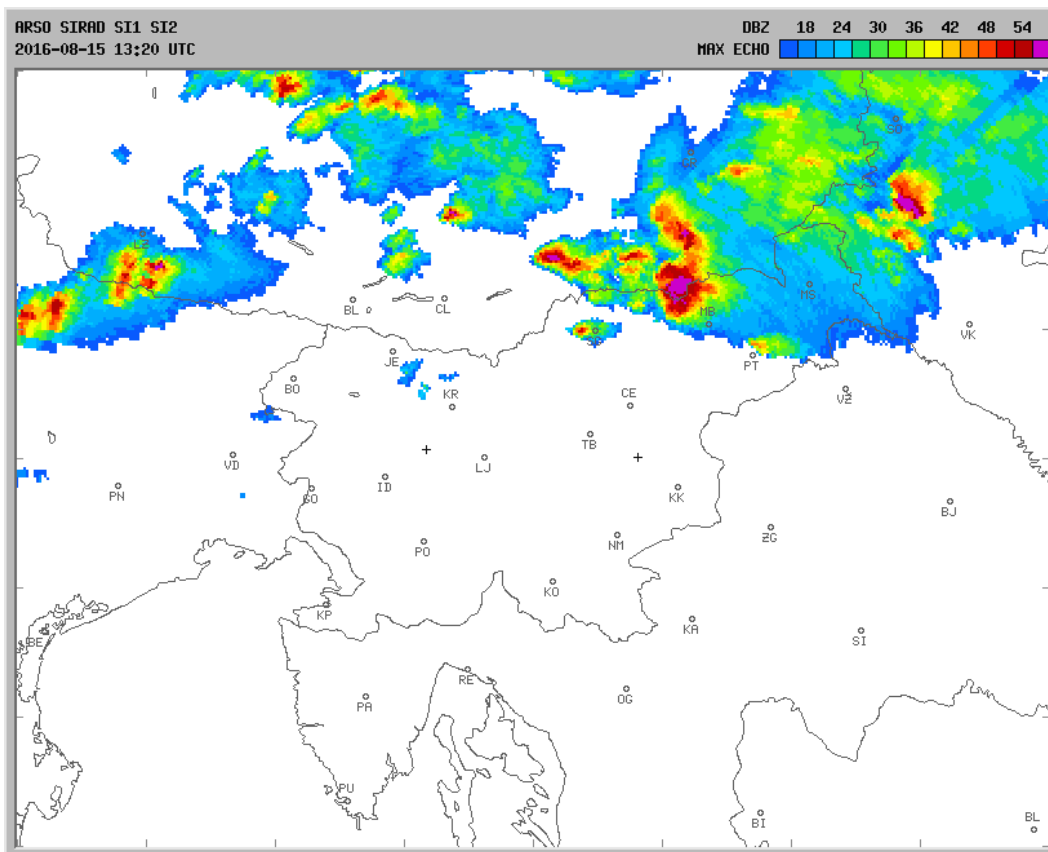 ARSO SIRAD SI1 SI2 DBZ 18 24 30 36 42 48 54
2016-08-15 13:20 UTC MAX ECHO
SO
GR
LZ
MS
BL CL
MB VK
PT
JE
BO
KR CE VŽ
TB
VD LJ
ID
PN GO KK
BJ
PO NM ZG
KO
KP
KA
BE SI
RE
PA OG
PU
BI BL